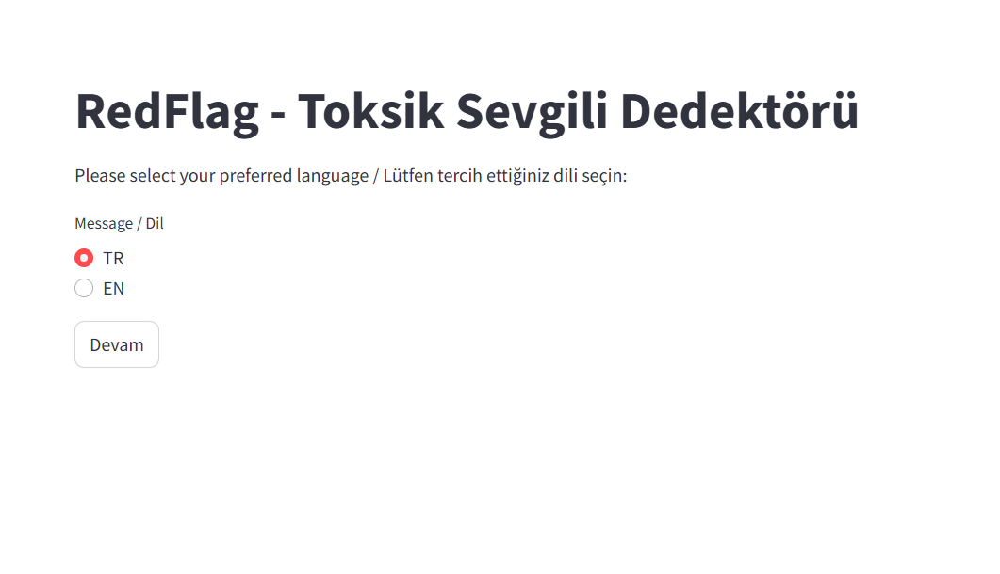 RedFlag - Toksik Sevgili Dedektörü
Please select your preferred language / Lütfen tercih ettiğiniz dili seçin:
Message / Dil
TR
EN
Devam